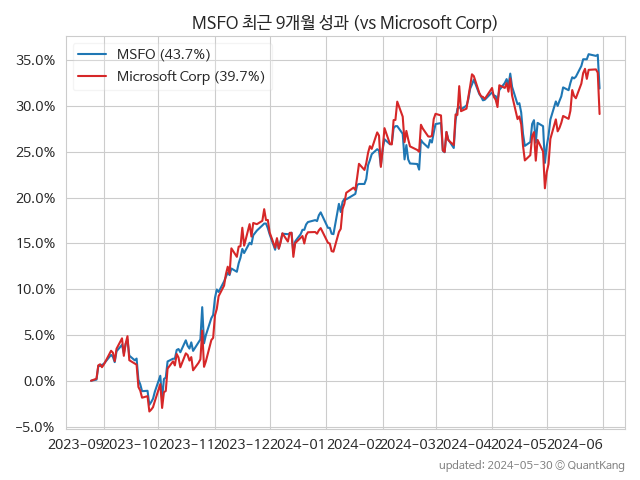 MSFO 최근 9개월 성과 (vs Microsoft Corp)
MSFO (43.7%)
Microsoft Corp (39.7%)
35.0%
30.0%
25.0%
20.0%
15.0%
10.0%
5.0%
0.0%
−5.0%
2023−09 2023−10 2023−11 2023−12 2024−01 2024−02 2024−03 2024−04 2024−05 2024−06
updated: 2024-05-30 © QuantKang